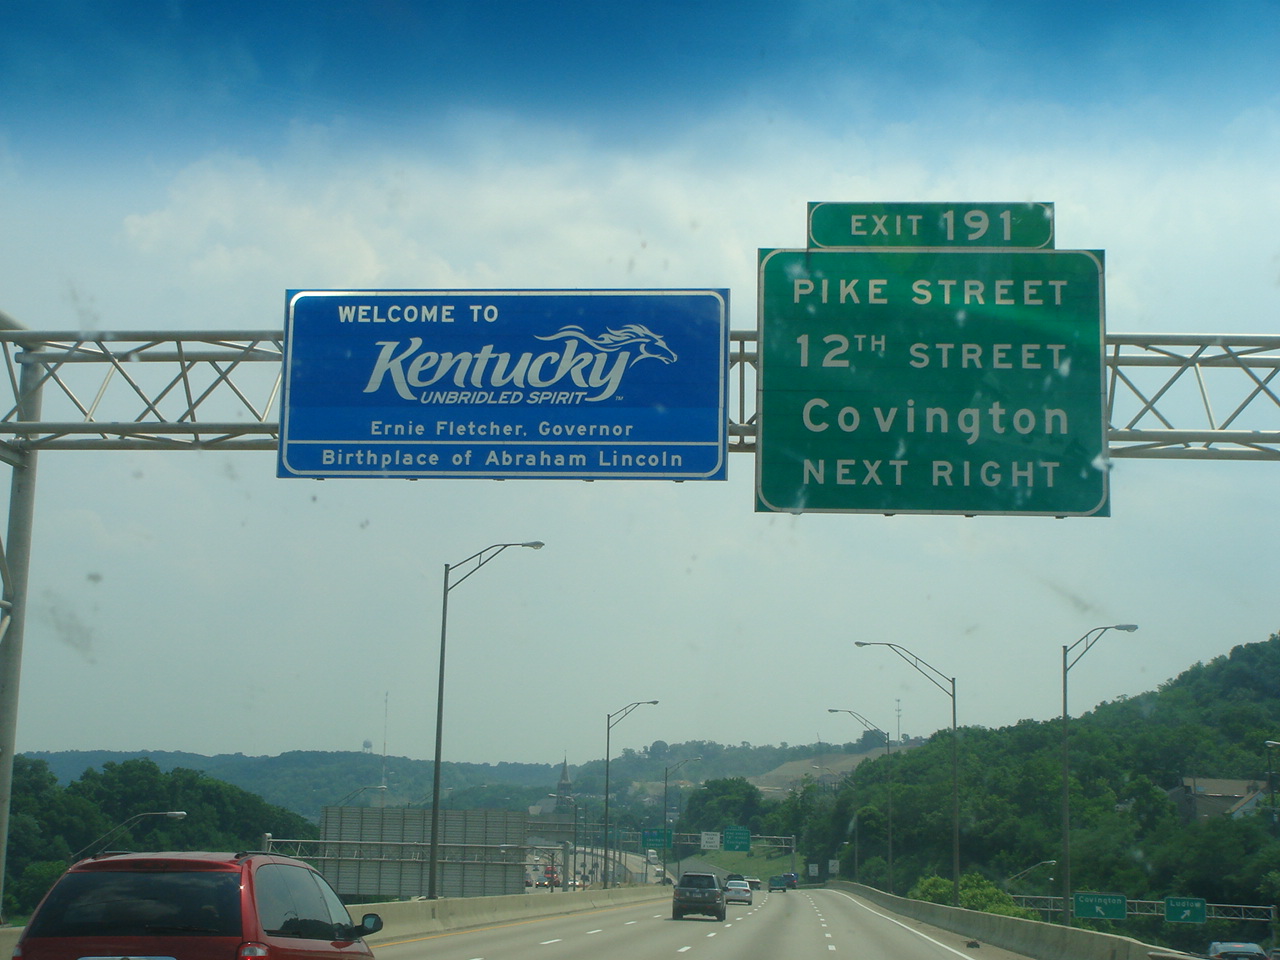 WELCOME TO
Kentucky
UNBRIDLED SPIRIT™
Ernie Fletcher, Governor
Birthplace of Abraham Lincoln
EXIT 191
PIKE STREET
12TH STREET
Covington
NEXT RIGHT
Covington
Ludlow